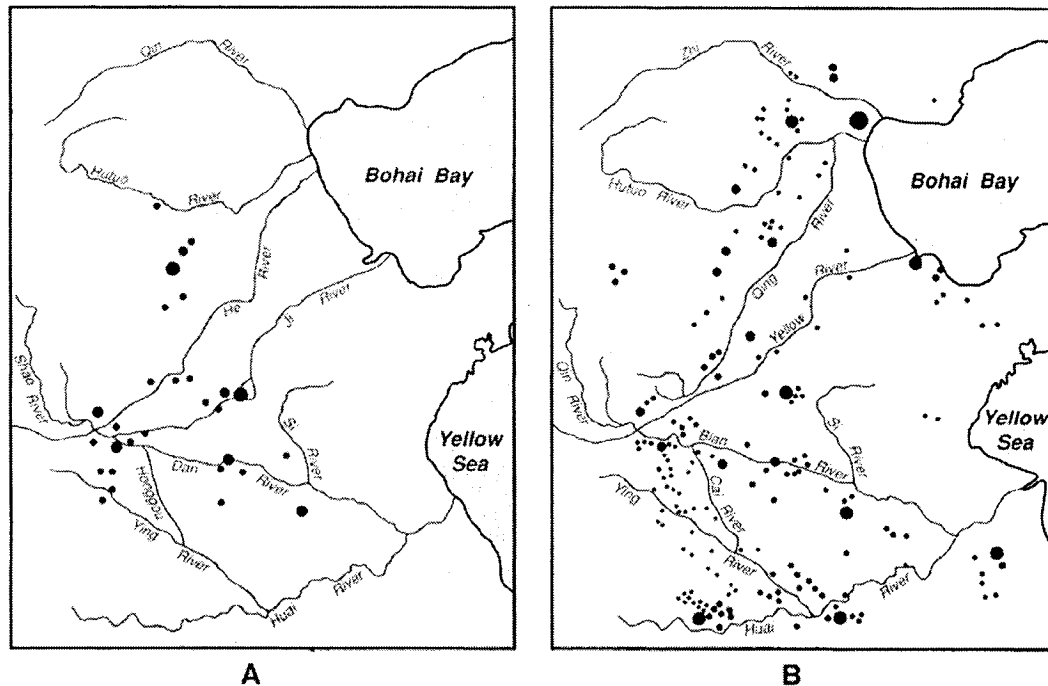 Qin River
Hutuo River
Bohai Bay
He River
Ji River
Shao River
Si River
Yellow Sea
Dan River
Honggou
Ying River
Huai River
A
Zhi River
Hutuo River
Bohai Bay
Qing River
Yellow River
Qin River
Yellow Sea
Si River
Bian River
Cai River
Ying River
Huai River
B